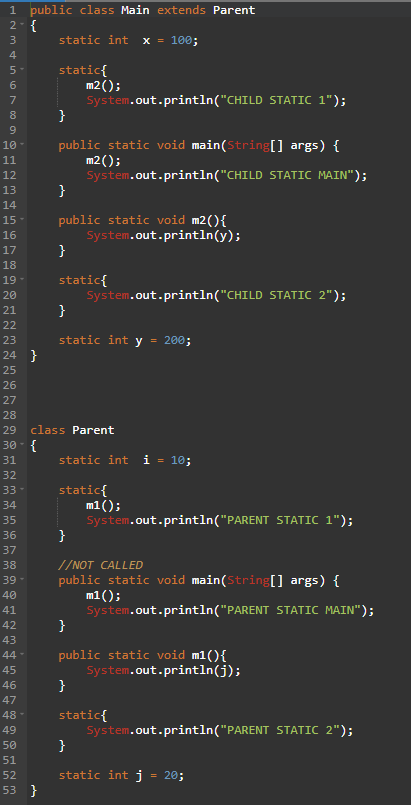 1 public class Main extends Parent
2 {
3     static int  x = 100;
4
5     static{
6         m2();
7         System.out.println("CHILD STATIC 1");
8     }
9
10     public static void main(String[] args) {
11         m2();
12         System.out.println("CHILD STATIC MAIN");
13     }
14
15     public static void m2(){
16         System.out.println(y);
17     }
18
19     static{
20         System.out.println("CHILD STATIC 2");
21     }
22
23     static int y = 200;
24 }
25
26
27
28
29 class Parent
30 {
31     static int  i = 10;
32
33     static{
34         m1();
35         System.out.println("PARENT STATIC 1");
36     }
37
38     //NOT CALLED
39     public static void main(String[] args) {
40         m1();
41         System.out.println("PARENT STATIC MAIN");
42     }
43
44     public static void m1(){
45         System.out.println(j);
46     }
47
48     static{
49         System.out.println("PARENT STATIC 2");
50     }
51
52     static int j = 20;
53 }